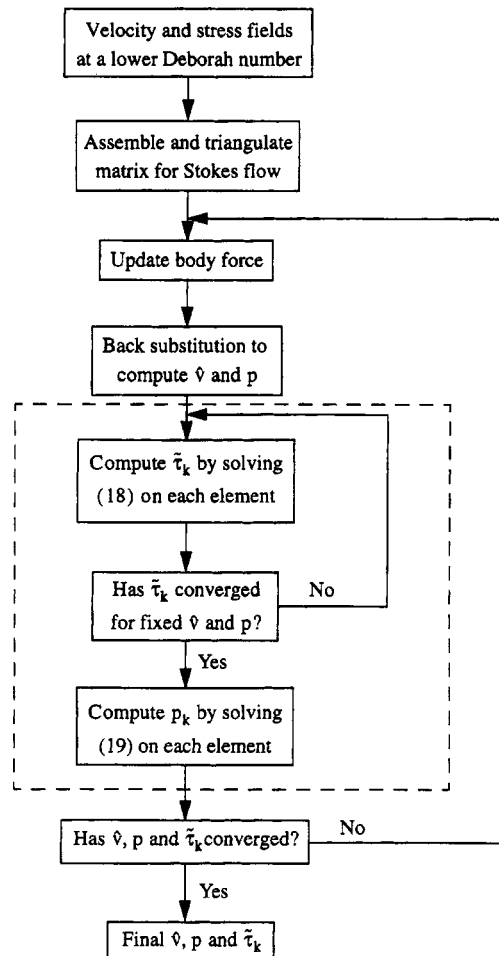 Velocity and stress fields
at a lower Deborah number
Assemble and triangulate
matrix for Stokes flow
Update body force
Back substitution to
compute v̂ and p
Compute τ̃ₖ by solving
(18) on each element
Has τ̃ₖ converged
for fixed v̂ and p?
No
Yes
Compute pₖ by solving
(19) on each element
Has v̂, p and τ̃ₖ converged?
No
Yes
Final v̂, p and τ̃ₖ